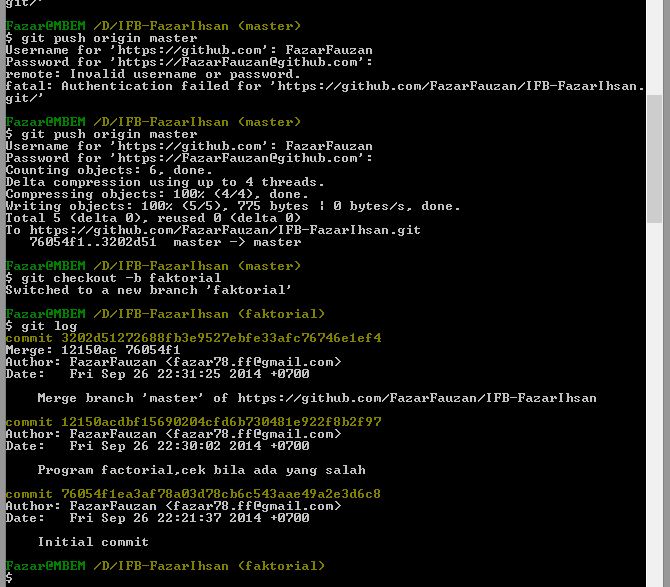 git/'
Fazar@MBEM /D/IFB-FazarIhsan (master)
$ git push origin master
Username for 'https://github.com': FazarFauzan
Password for 'https://FazarFauzan@github.com':
remote: Invalid username or password.
fatal: Authentication failed for 'https://github.com/FazarFauzan/IFB-FazarIhsan.
git/'
Fazar@MBEM /D/IFB-FazarIhsan (master)
$ git push origin master
Username for 'https://github.com': FazarFauzan
Password for 'https://FazarFauzan@github.com':
Counting objects: 6, done.
Delta compression using up to 4 threads.
Compressing objects: 100% (4/4), done.
Writing objects: 100% (5/5), 775 bytes | 0 bytes/s, done.
Total 5 (delta 0), reused 0 (delta 0)
To https://github.com/FazarFauzan/IFB-FazarIhsan.git
76054f1..3202d51  master -> master
Fazar@MBEM /D/IFB-FazarIhsan (master)
$ git checkout -b faktorial
Switched to a new branch 'faktorial'
Fazar@MBEM /D/IFB-FazarIhsan (faktorial)
$ git log
commit 3202d51272688fb3e9527ebfe33afc76746e1ef4
Merge: 12150ac 76054f1
Author: FazarFauzan <fazar78.ff@gmail.com>
Date:   Fri Sep 26 22:31:25 2014 +0700
Merge branch 'master' of https://github.com/FazarFauzan/IFB-FazarIhsan
commit 12150acdbf15690204cfd6b730481e922f8b2f97
Author: FazarFauzan <fazar78.ff@gmail.com>
Date:   Fri Sep 26 22:30:02 2014 +0700
Program factorial,cek bila ada yang salah
commit 76054f1ea3af78a03d78cb6c543aae49a2e3d6c8
Author: FazarFauzan <fazar78.ff@gmail.com>
Date:   Fri Sep 26 22:21:37 2014 +0700
Initial commit
Fazar@MBEM /D/IFB-FazarIhsan (faktorial)
$